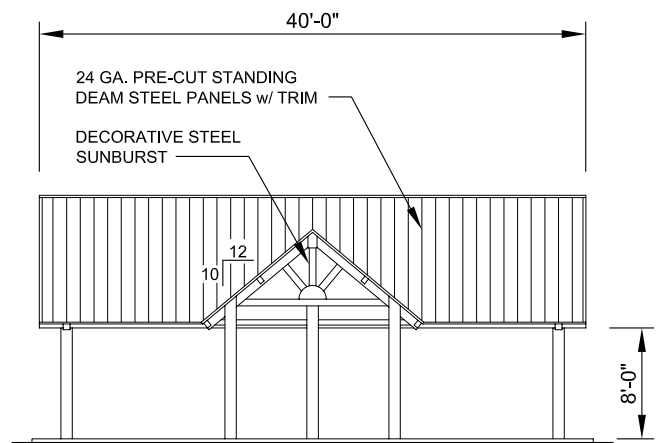 40'-0"
24 GA. PRE-CUT STANDING
DEAM STEEL PANELS w/ TRIM
DECORATIVE STEEL
SUNBURST
12
10
8'-0"